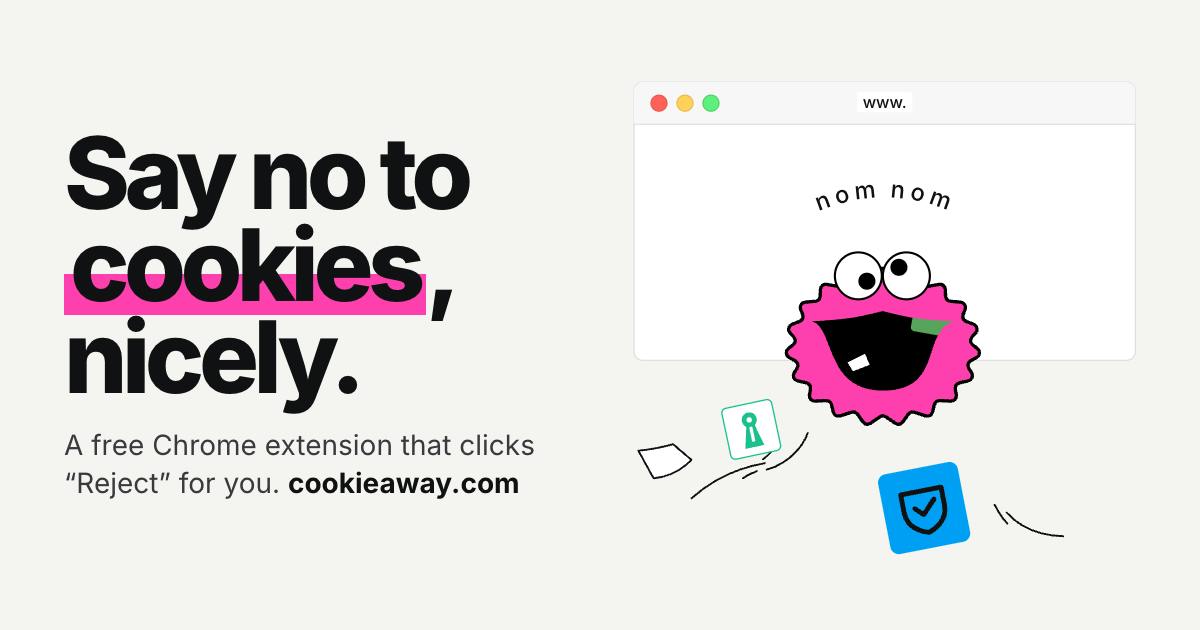 Say no to
cookies,
nicely.
A free Chrome extension that clicks
“Reject” for you. cookieaway.com
www.
nom nom